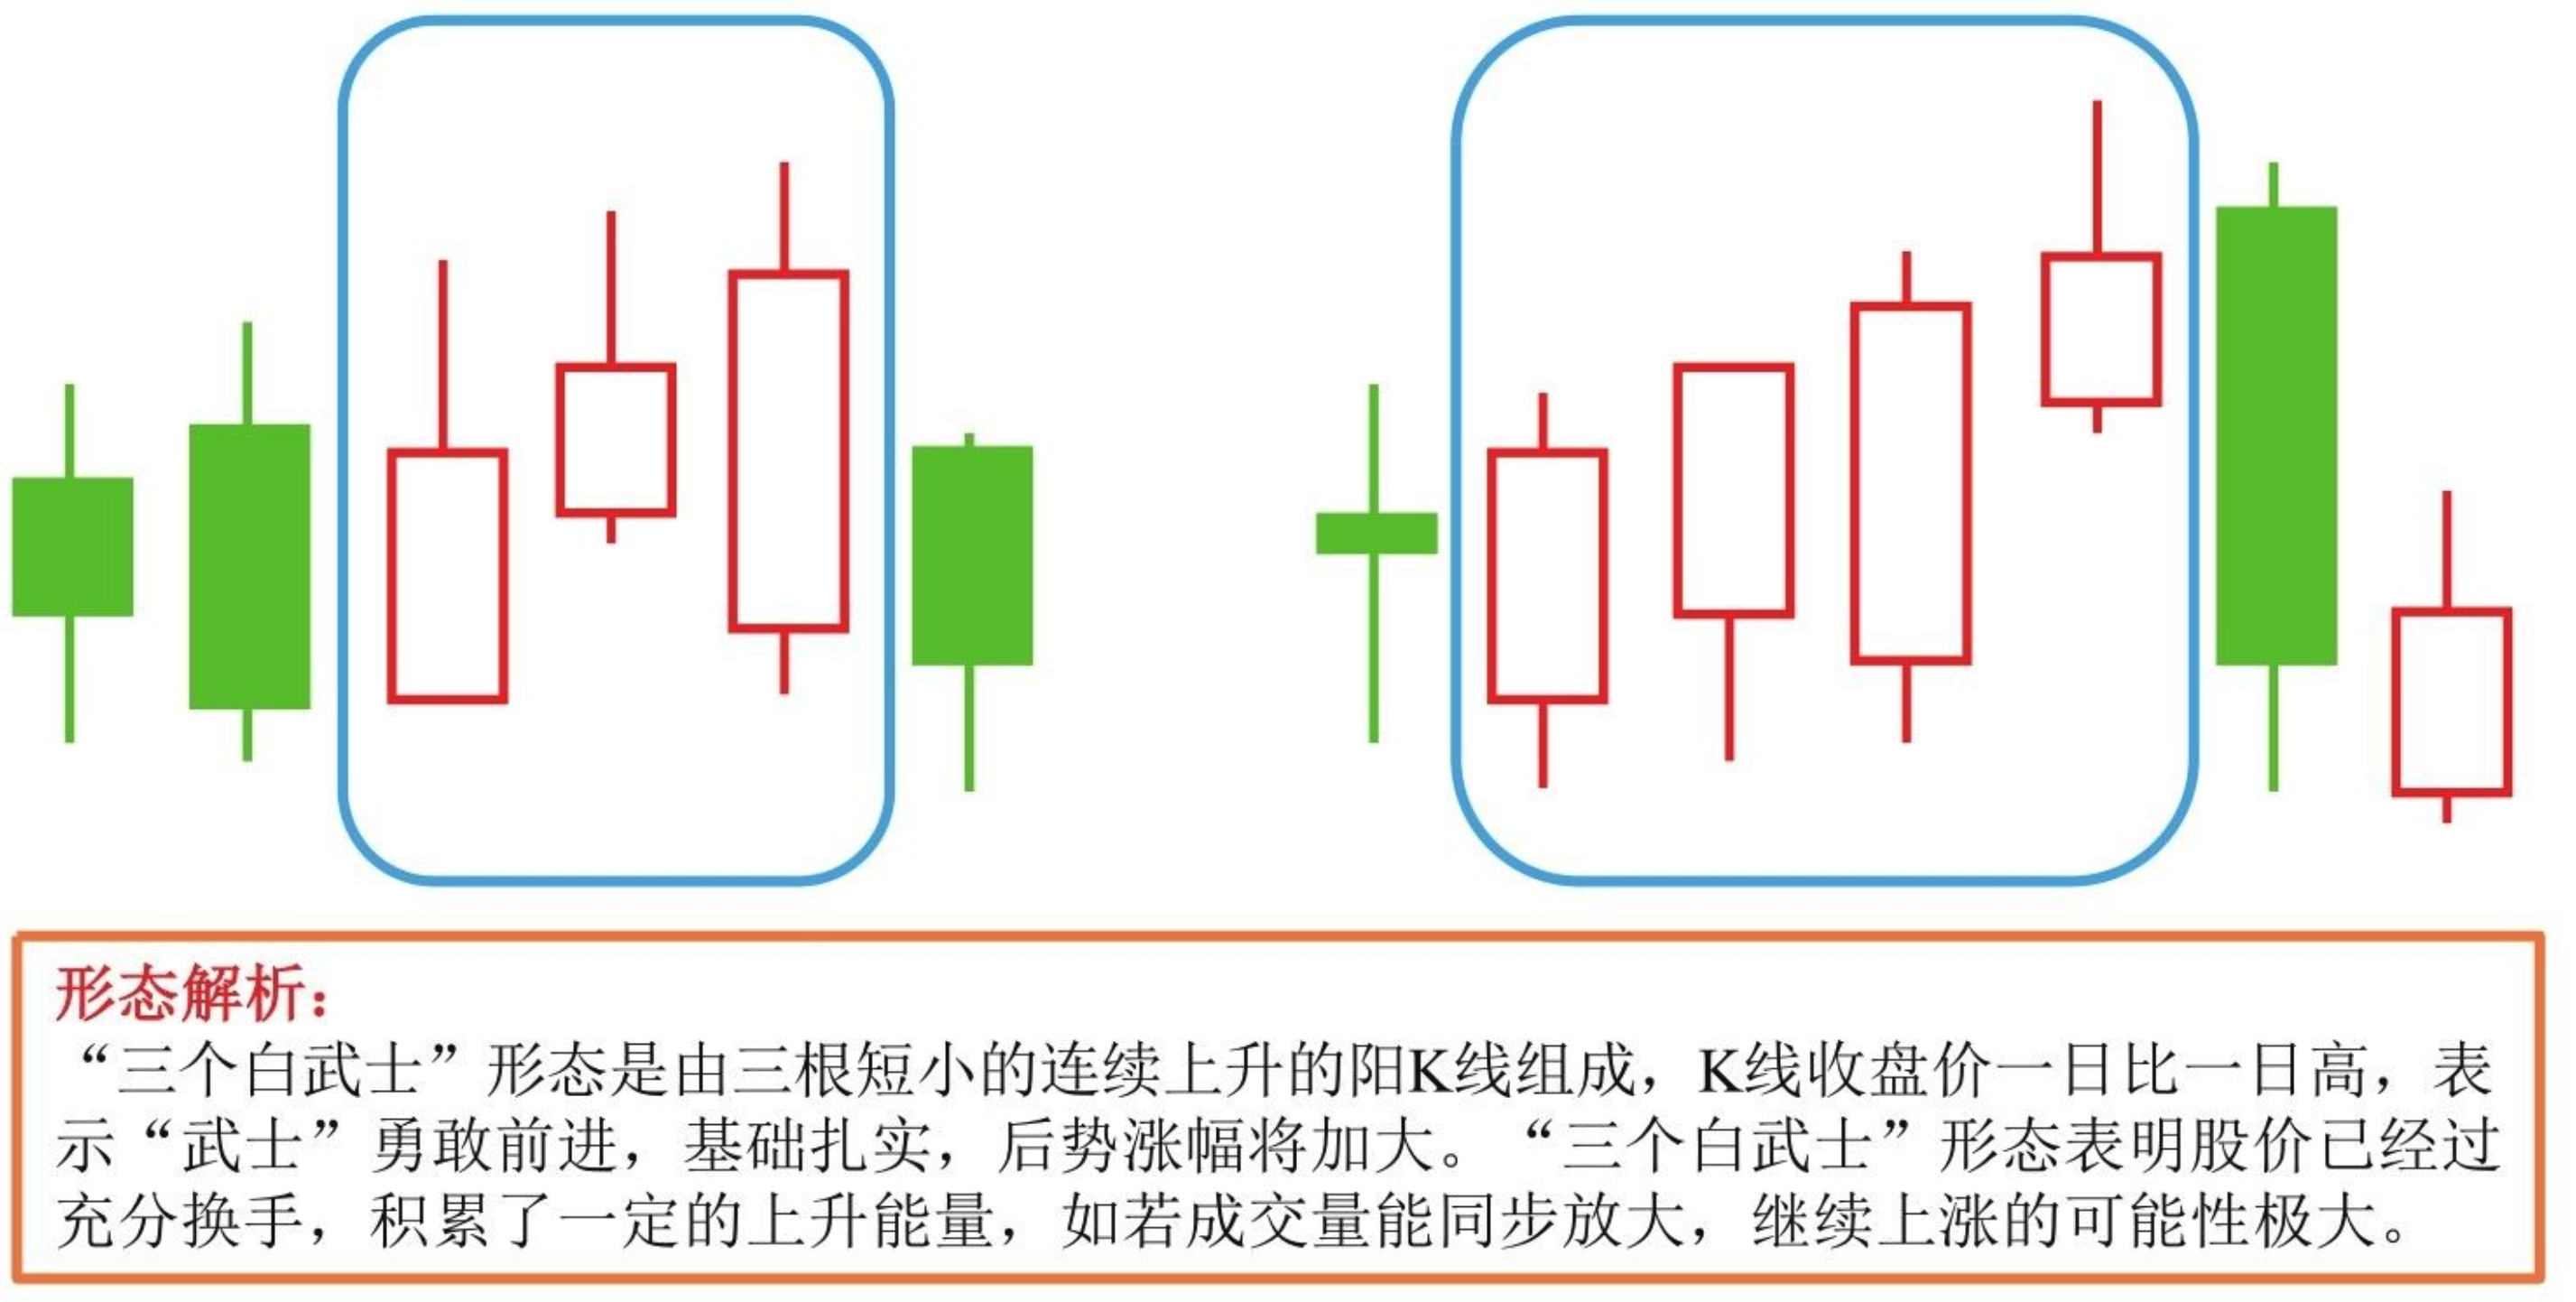 形态解析：
“三个白武士”形态是由三根短小的连续上升的阳K线组成，K线收盘价一日比一日高，表
示“武士”勇敢前进，基础扎实，后势涨幅将加大。“三个白武士”形态表明股价已经过
充分换手，积累了一定的上升能量，如若成交量能同步放大，继续上涨的可能性极大。